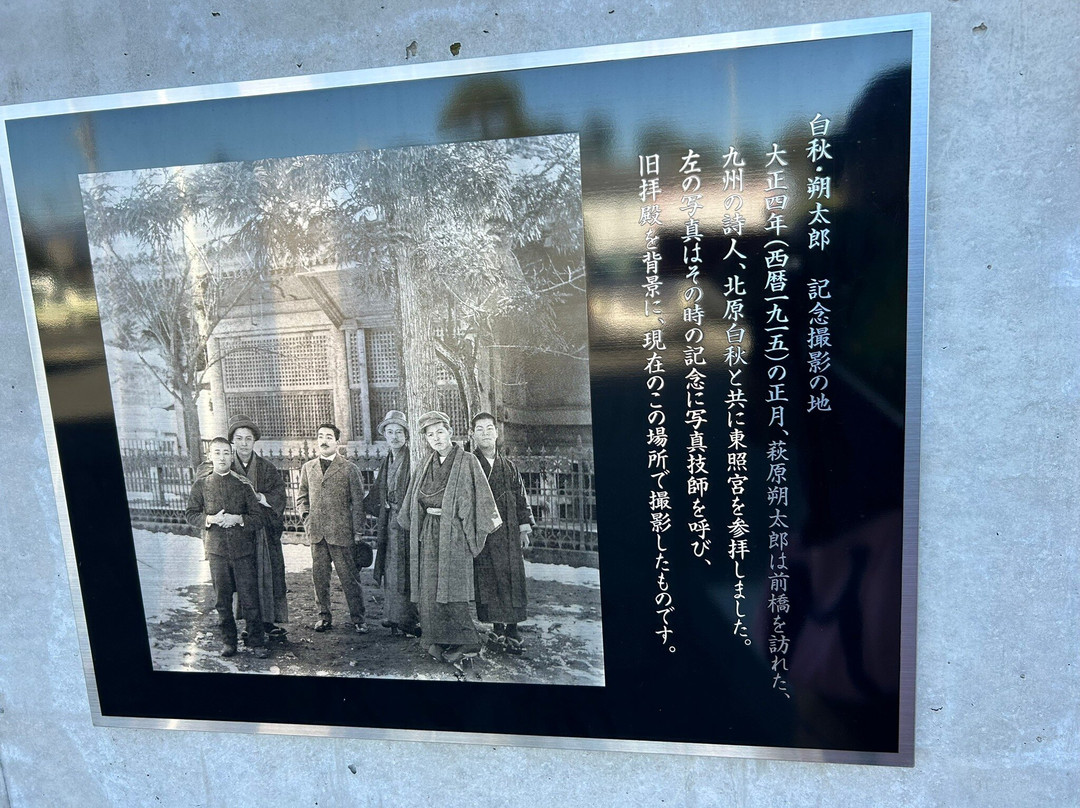 白秋・朔太郎　記念撮影の地
大正四年（西暦一九一五）の正月、萩原朔太郎は前橋を訪れた、
九州の詩人、北原白秋と共に東照宮を参拝しました。
左の写真はその時の記念に写真技師を呼び、
旧拝殿を背景に、現在のこの場所で撮影したものです。